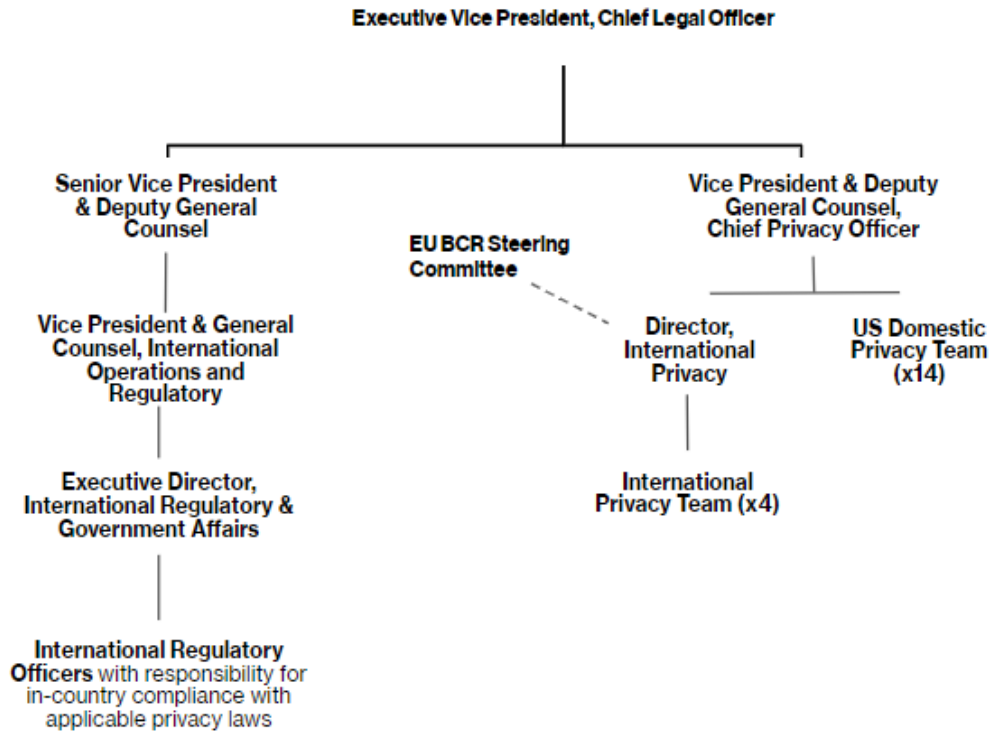 Executive Vice President, Chief Legal Officer
Senior Vice President
& Deputy General
Counsel
Vice President & Deputy
General Counsel,
Chief Privacy Officer
EU BCR Steering
Committee
Vice President & General
Counsel, International
Operations and
Regulatory
Director,
International
Privacy
US Domestic
Privacy Team
(x14)
Executive Director,
International Regulatory &
Government Affairs
International
Privacy Team (x4)
International Regulatory
Officers with responsibility for
in-country compliance with
applicable privacy laws